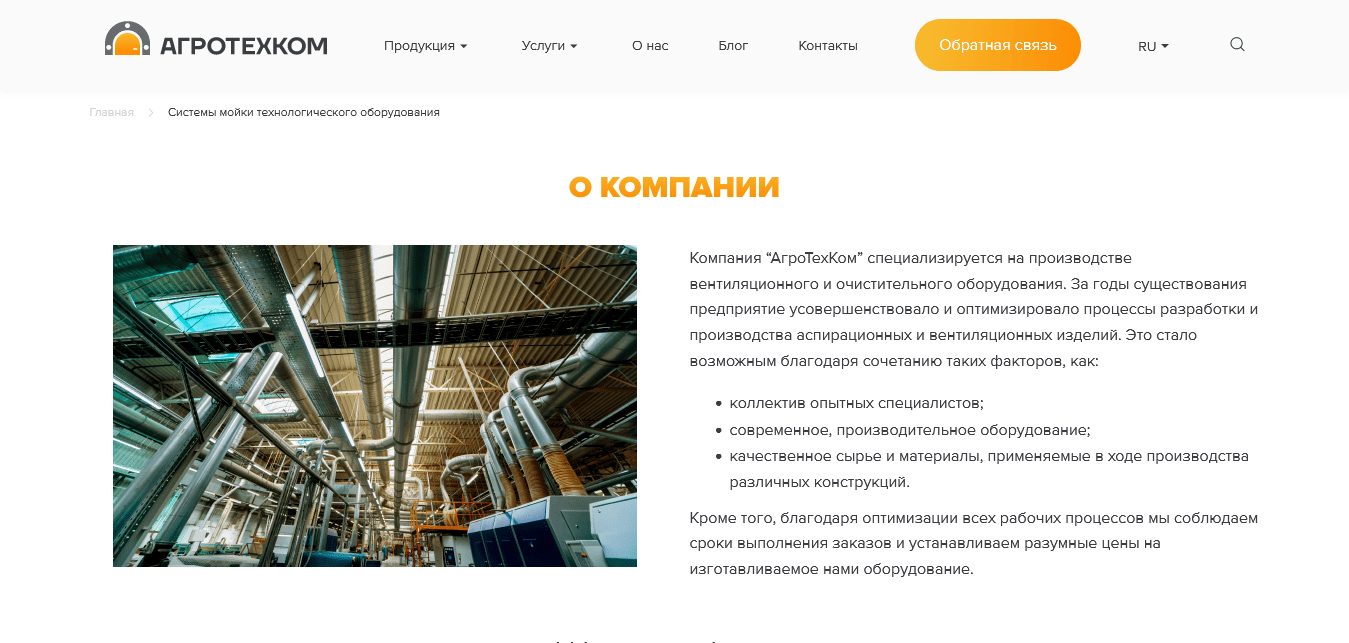 АГРОТЕХКОМ
Продукция
Услуги
О нас
Блог
Контакты
Обратная связь
RU
Главная
Системы мойки технологического оборудования
О КОМПАНИИ
Компания “АгроТехКом” специализируется на производстве
вентиляционного и очистительного оборудования. За годы существования
предприятие усовершенствовало и оптимизировало процессы разработки и
производства аспирационных и вентиляционных изделий. Это стало
возможным благодаря сочетанию таких факторов, как:
коллектив опытных специалистов;
современное, производительное оборудование;
качественное сырье и материалы, применяемые в ходе производства
различных конструкций.
Кроме того, благодаря оптимизации всех рабочих процессов мы соблюдаем
сроки выполнения заказов и устанавливаем разумные цены на
изготавливаемое нами оборудование.